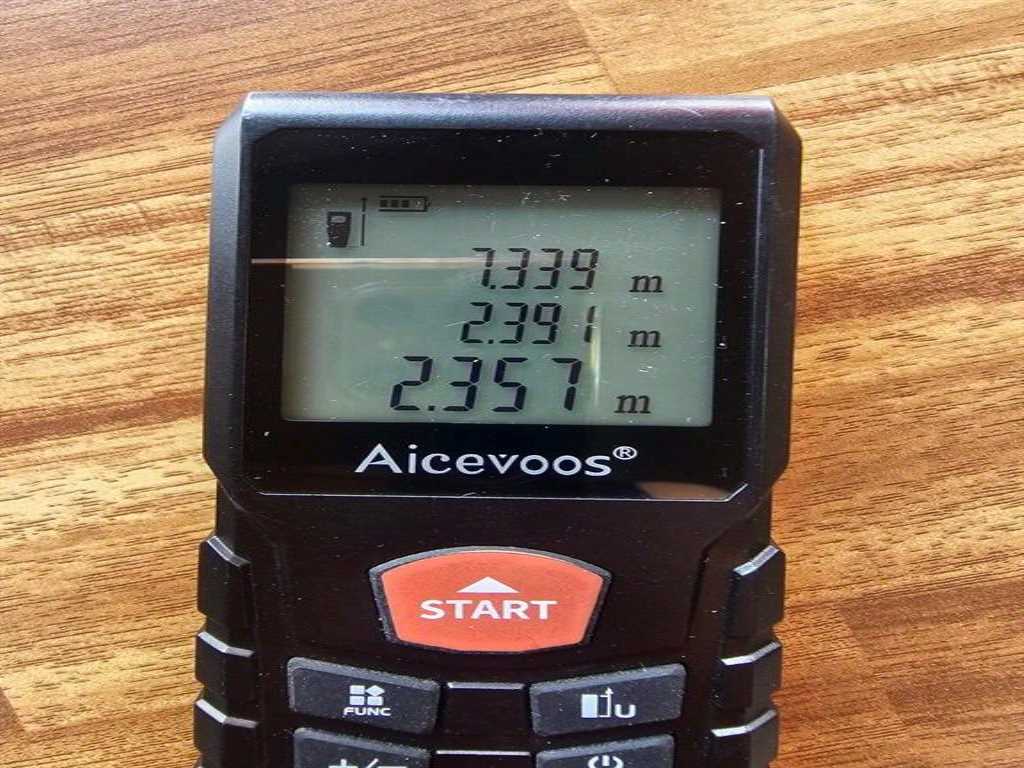 7.339 m
2.391 m
2.357 m
Aicevoos®
START
FUNC
U
+/−